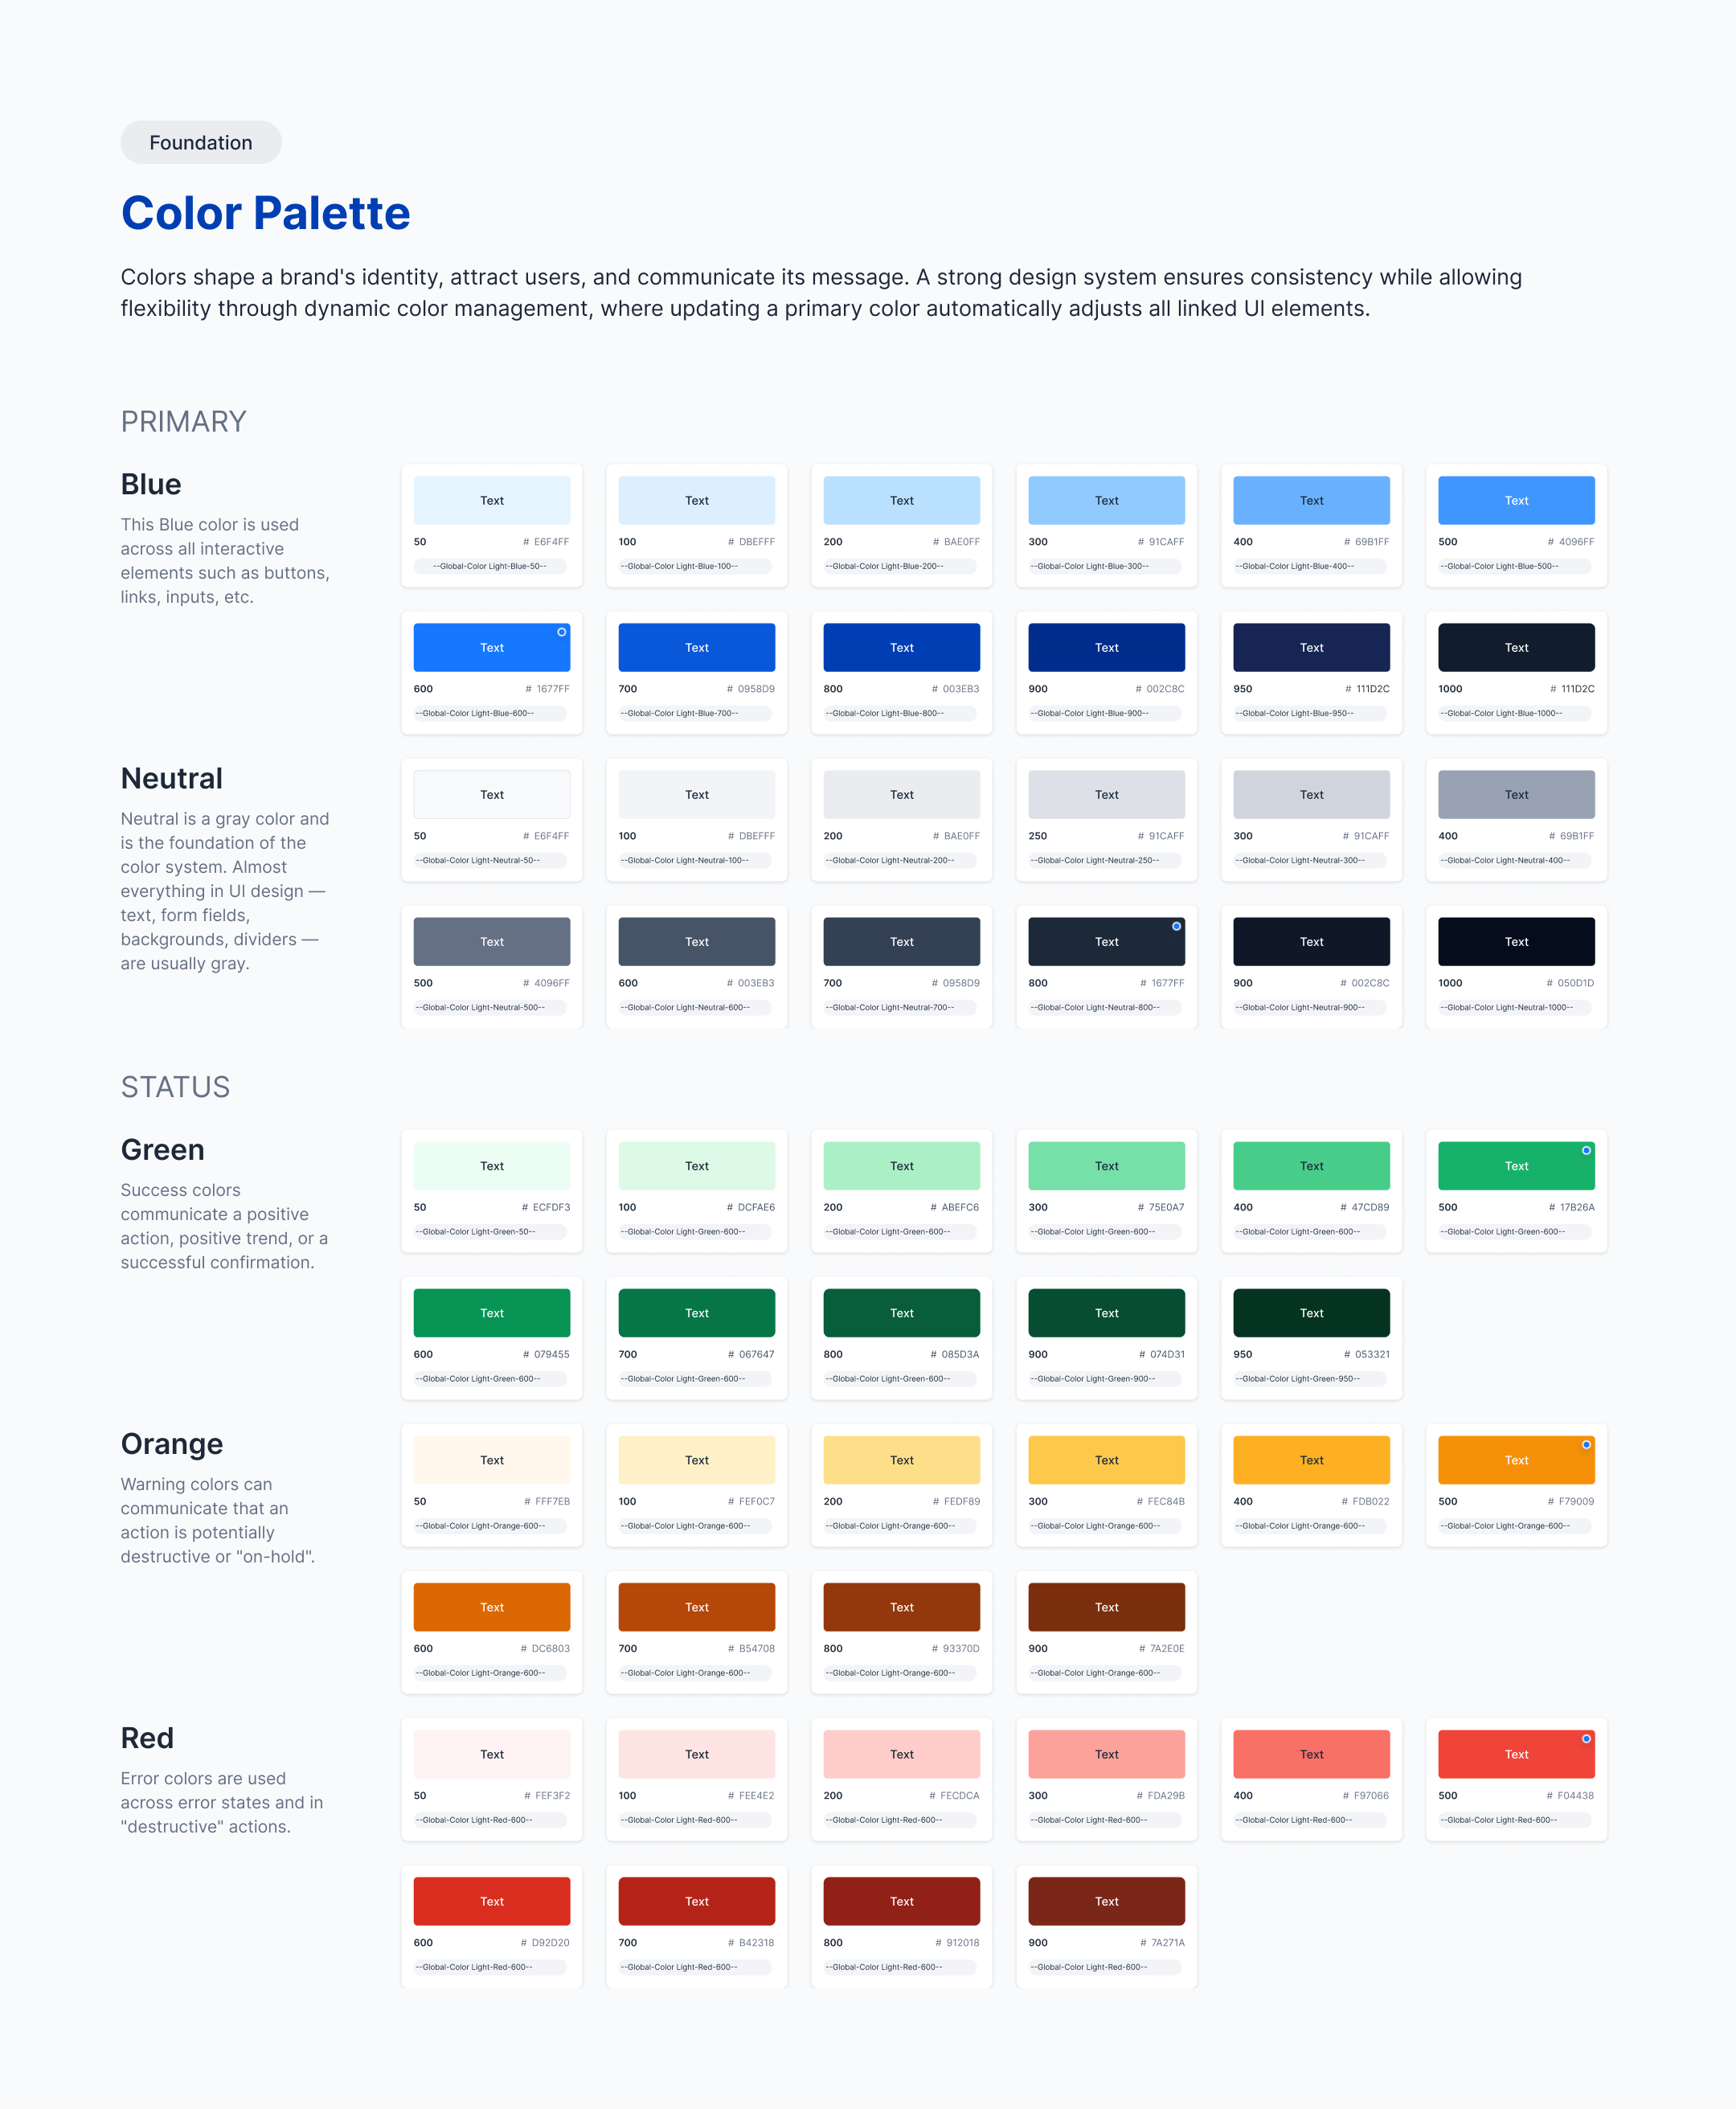 Foundation
Color Palette
Colors shape a brand's identity, attract users, and communicate its message. A strong design system ensures consistency while allowing
flexibility through dynamic color management, where updating a primary color automatically adjusts all linked UI elements.
PRIMARY
Blue
This Blue color is used
across all interactive
elements such as buttons,
links, inputs, etc.
Text Text Text Text Text Text
50 # E6F4FF 100 # DBEFFF 200 # BAE0FF 300 # 91CAFF 400 # 69B1FF 500 # 4096FF
--Global-Color Light-Blue-50-- --Global-Color Light-Blue-100-- --Global-Color Light-Blue-200-- --Global-Color Light-Blue-300-- --Global-Color Light-Blue-400-- --Global-Color Light-Blue-500--
Text Text Text Text Text Text
600 # 1677FF 700 # 0958D9 800 # 003EB3 900 # 002C8C 950 # 111D2C 1000 # 111D2C
--Global-Color Light-Blue-600-- --Global-Color Light-Blue-700-- --Global-Color Light-Blue-800-- --Global-Color Light-Blue-900-- --Global-Color Light-Blue-950-- --Global-Color Light-Blue-1000--
Neutral
Neutral is a gray color and
is the foundation of the
color system. Almost
everything in UI design —
text, form fields,
backgrounds, dividers —
are usually gray.
Text Text Text Text Text Text
50 # E6F4FF 100 # DBEFFF 200 # BAE0FF 250 # 91CAFF 300 # 91CAFF 400 # 69B1FF
--Global-Color Light-Neutral-50-- --Global-Color Light-Neutral-100-- --Global-Color Light-Neutral-200-- --Global-Color Light-Neutral-250-- --Global-Color Light-Neutral-300-- --Global-Color Light-Neutral-400--
Text Text Text Text Text Text
500 # 4096FF 600 # 003EB3 700 # 0958D9 800 # 1677FF 900 # 002C8C 1000 # 050D1D
--Global-Color Light-Neutral-500-- --Global-Color Light-Neutral-600-- --Global-Color Light-Neutral-700-- --Global-Color Light-Neutral-800-- --Global-Color Light-Neutral-900-- --Global-Color Light-Neutral-1000--
STATUS
Green
Success colors
communicate a positive
action, positive trend, or a
successful confirmation.
Text Text Text Text Text Text
50 # ECFDF3 100 # DCFAE6 200 # ABEFC6 300 # 75E0A7 400 # 47CD89 500 # 17B26A
--Global-Color Light-Green-50-- --Global-Color Light-Green-600-- --Global-Color Light-Green-600-- --Global-Color Light-Green-600-- --Global-Color Light-Green-600-- --Global-Color Light-Green-600--
Text Text Text Text Text
600 # 079455 700 # 067647 800 # 085D3A 900 # 074D31 950 # 053321
--Global-Color Light-Green-600-- --Global-Color Light-Green-600-- --Global-Color Light-Green-600-- --Global-Color Light-Green-900-- --Global-Color Light-Green-950--
Orange
Warning colors can
communicate that an
action is potentially
destructive or "on-hold".
Text Text Text Text Text Text
50 # FFF7EB 100 # FEF0C7 200 # FEDF89 300 # FEC84B 400 # FDB022 500 # F79009
--Global-Color Light-Orange-600-- --Global-Color Light-Orange-600-- --Global-Color Light-Orange-600-- --Global-Color Light-Orange-600-- --Global-Color Light-Orange-600-- --Global-Color Light-Orange-600--
Text Text Text Text
600 # DC6803 700 # B54708 800 # 93370D 900 # 7A2E0E
--Global-Color Light-Orange-600-- --Global-Color Light-Orange-600-- --Global-Color Light-Orange-600-- --Global-Color Light-Orange-600--
Red
Error colors are used
across error states and in
"destructive" actions.
Text Text Text Text Text Text
50 # FEF3F2 100 # FEE4E2 200 # FECDCA 300 # FDA29B 400 # F97066 500 # F04438
--Global-Color Light-Red-600-- --Global-Color Light-Red-600-- --Global-Color Light-Red-600-- --Global-Color Light-Red-600-- --Global-Color Light-Red-600-- --Global-Color Light-Red-600--
Text Text Text Text
600 # D92D20 700 # B42318 800 # 912018 900 # 7A271A
--Global-Color Light-Red-600-- --Global-Color Light-Red-600-- --Global-Color Light-Red-600-- --Global-Color Light-Red-600--